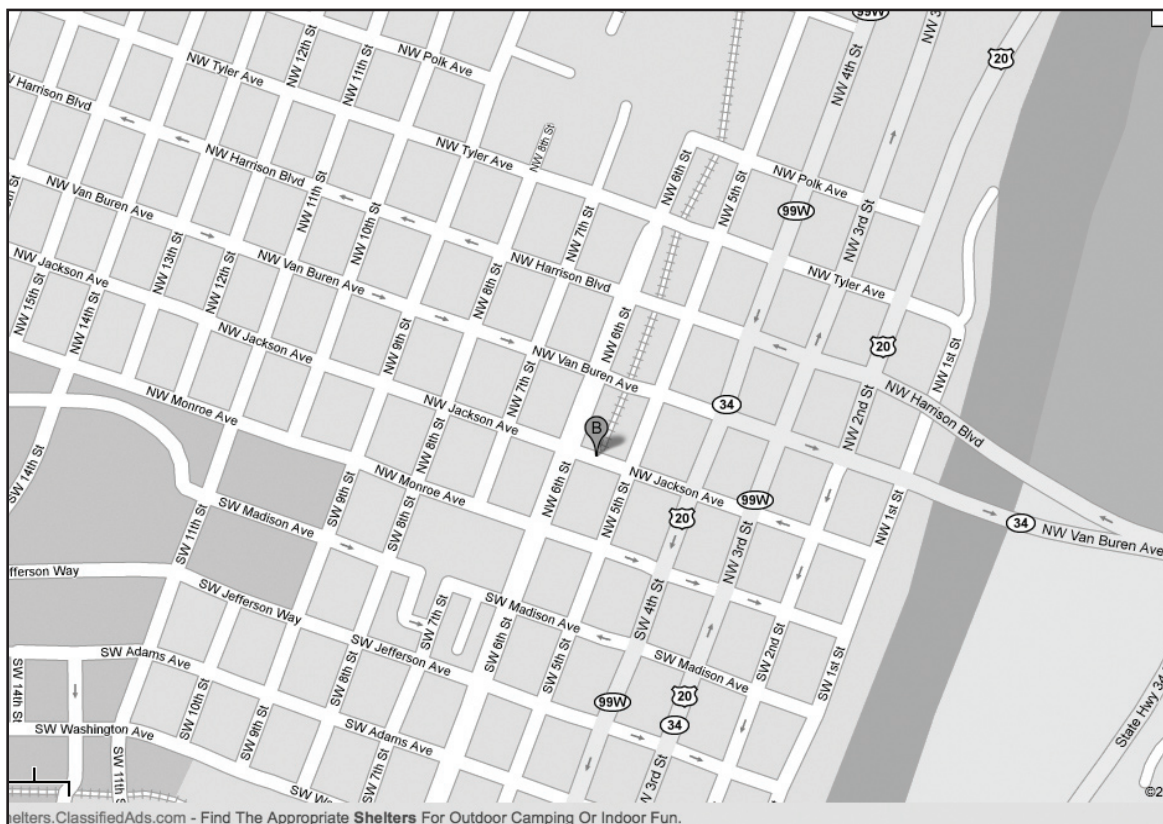 99W
NW 3
20
NW 12th St
NW Polk Ave
NW 4th St
NW 11th St
NW Tyler Ave
W Harrison Blvd
NW 8th St
NW Harrison Blvd
NW Tyler Ave
NW 6th St
NW 5th St
NW Polk Ave
99W
NW 3rd St
NW Van Buren Ave
NW 11th St
NW 10th St
NW 7th St
NW Harrison Blvd
NW Tyler Ave
NW Jackson Ave
NW 13th St
NW 12th St
NW Van Buren Ave
NW 8th St
NW 15th St
NW 14th St
NW 6th St
20
NW 1st St
NW Jackson Ave
NW 9th St
NW Van Buren Ave
NW 7th St
NW Monroe Ave
NW Jackson Ave
34
NW 2nd St
NW Harrison Blvd
B
NW 8th St
SW 14th St
NW Monroe Ave
NW 6th St
NW 5th St
NW Jackson Ave
99W
20
NW 1st St
34
NW Van Buren Ave
SW 9th St
SW Madison Ave
SW 11th St
SW 8th St
NW 3rd St
fferson Way
SW Jefferson Way
SW 7th St
SW Madison Ave
SW 4th St
SW 6th St
SW 5th St
SW Jefferson Ave
SW Madison Ave
SW 2nd St
SW 1st St
SW Adams Ave
SW 14th St
SW 10th St
SW 8th St
99W
20
34
State Hwy 34
SW Washington Ave
SW 9th St
SW Adams Ave
SW 11th St
SW 7th St
SW Wa
NW 3rd St
©2
helters.ClassifiedAds.com - Find The Appropriate Shelters For Outdoor Camping Or Indoor Fun.